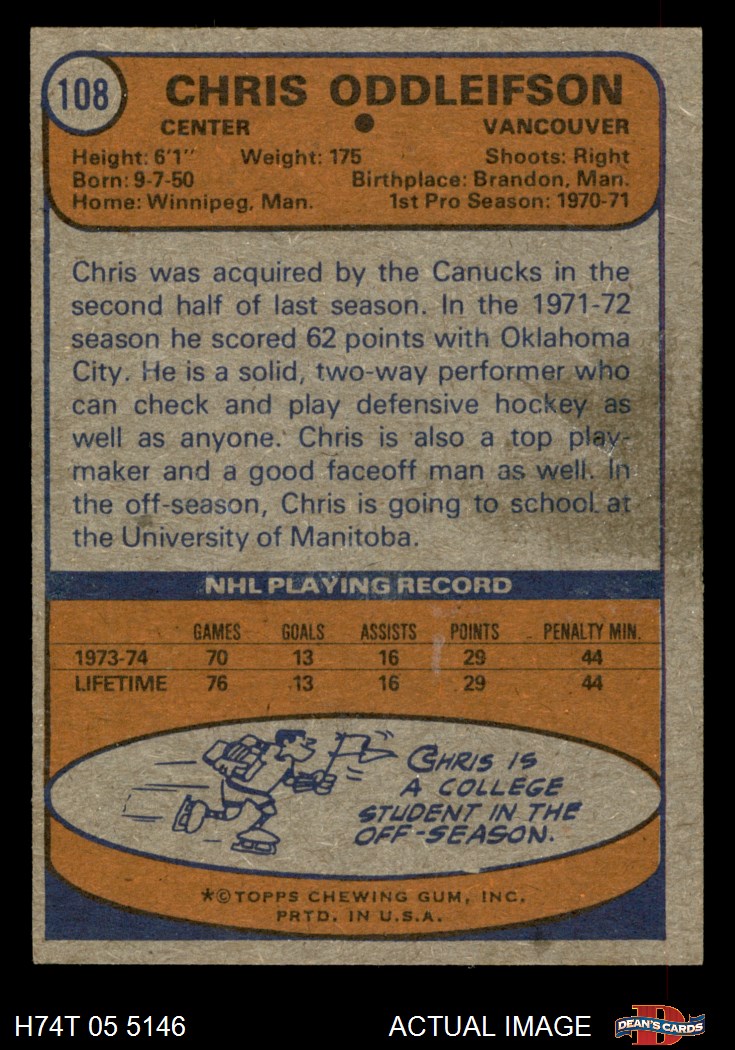 108
CHRIS ODDLEIFSON
CENTER ● VANCOUVER
Height: 6'1" Weight: 175 Shoots: Right
Born: 9-7-50 Birthplace: Brandon, Man.
Home: Winnipeg, Man. 1st Pro Season: 1970-71
Chris was acquired by the Canucks in the
second half of last season. In the 1971-72
season he scored 62 points with Oklahoma
City. He is a solid, two-way performer who
can check and play defensive hockey as
well as anyone. Chris is also a top play-
maker and a good faceoff man as well. In
the off-season, Chris is going to school at
the University of Manitoba.
NHL PLAYING RECORD
GAMES GOALS ASSISTS POINTS PENALTY MIN.
1973-74 70 13 16 29 44
LIFETIME 76 13 16 29 44
CHRIS IS
A COLLEGE
STUDENT IN THE
OFF-SEASON.
*©TOPPS CHEWING GUM, INC.
PRTD. IN U.S.A.
H74T 05 5146 ACTUAL IMAGE D DEAN'S CARDS